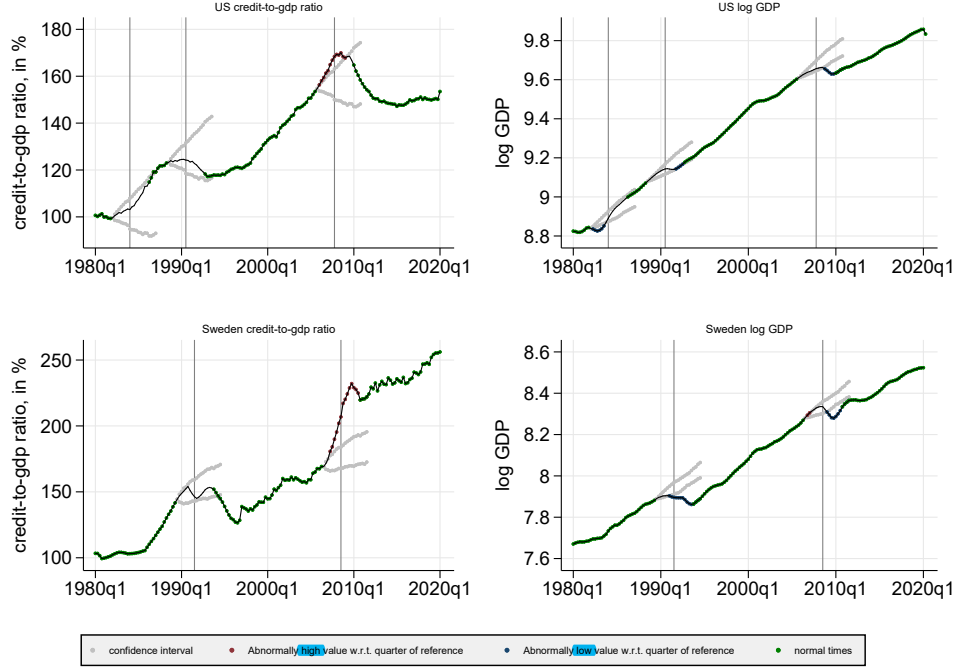 US credit-to-gdp ratio
credit-to-gdp ratio, in %
180
160
140
120
100
1980q1 1990q1 2000q1 2010q1 2020q1
US log GDP
log GDP
9.8
9.6
9.4
9.2
9
8.8
1980q1 1990q1 2000q1 2010q1 2020q1
Sweden credit-to-gdp ratio
credit-to-gdp ratio, in %
250
200
150
100
1980q1 1990q1 2000q1 2010q1 2020q1
Sweden log GDP
log GDP
8.6
8.4
8.2
8
7.8
7.6
1980q1 1990q1 2000q1 2010q1 2020q1
confidence interval Abnormally high value w.r.t. quarter of reference Abnormally low value w.r.t. quarter of reference normal times